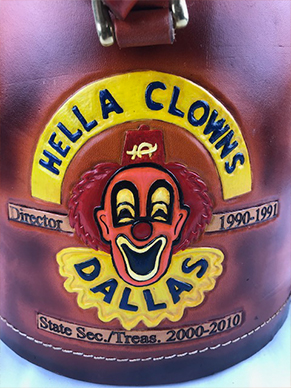 HELLA CLOWNS
Director 1990-1991
DALLAS
State Sec./Treas. 2000-2010